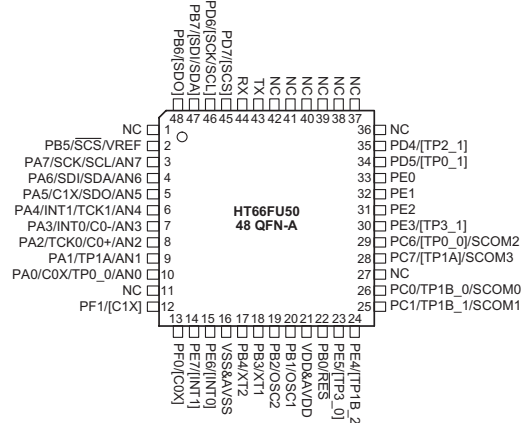 PB6/[SDO]
PB7/[SDI/SDA]
PD6/[SCK/SCL]
PD7/[SCS]
RX
TX
NC
NC
NC
NC
NC
NC
48 47 46 45 44 43 42 41 40 39 38 37
NC 1
PB5/SCS/VREF 2
PA7/SCK/SCL/AN7 3
PA6/SDI/SDA/AN6 4
PA5/C1X/SDO/AN5 5
PA4/INT1/TCK1/AN4 6
PA3/INT0/C0-/AN3 7
PA2/TCK0/C0+/AN2 8
PA1/TP1A/AN1 9
PA0/C0X/TP0_0/AN0 10
NC 11
PF1/[C1X] 12
HT66FU50
48 QFN-A
36 NC
35 PD4/[TP2_1]
34 PD5/[TP0_1]
33 PE0
32 PE1
31 PE2
30 PE3/[TP3_1]
29 PC6/[TP0_0]/SCOM2
28 PC7/[TP1A]/SCOM3
27 NC
26 PC0/TP1B_0/SCOM0
25 PC1/TP1B_1/SCOM1
13 14 15 16 17 18 19 20 21 22 23 24
PF0/[C0X]
PE7/[INT1]
PE6/[INT0]
VSS&AVSS
PB4/XT2
PB3/XT1
PB2/OSC2
PB1/OSC1
VDD&AVDD
PB0/RES
PE5/[TP3_0]
PE4/[TP1B_2